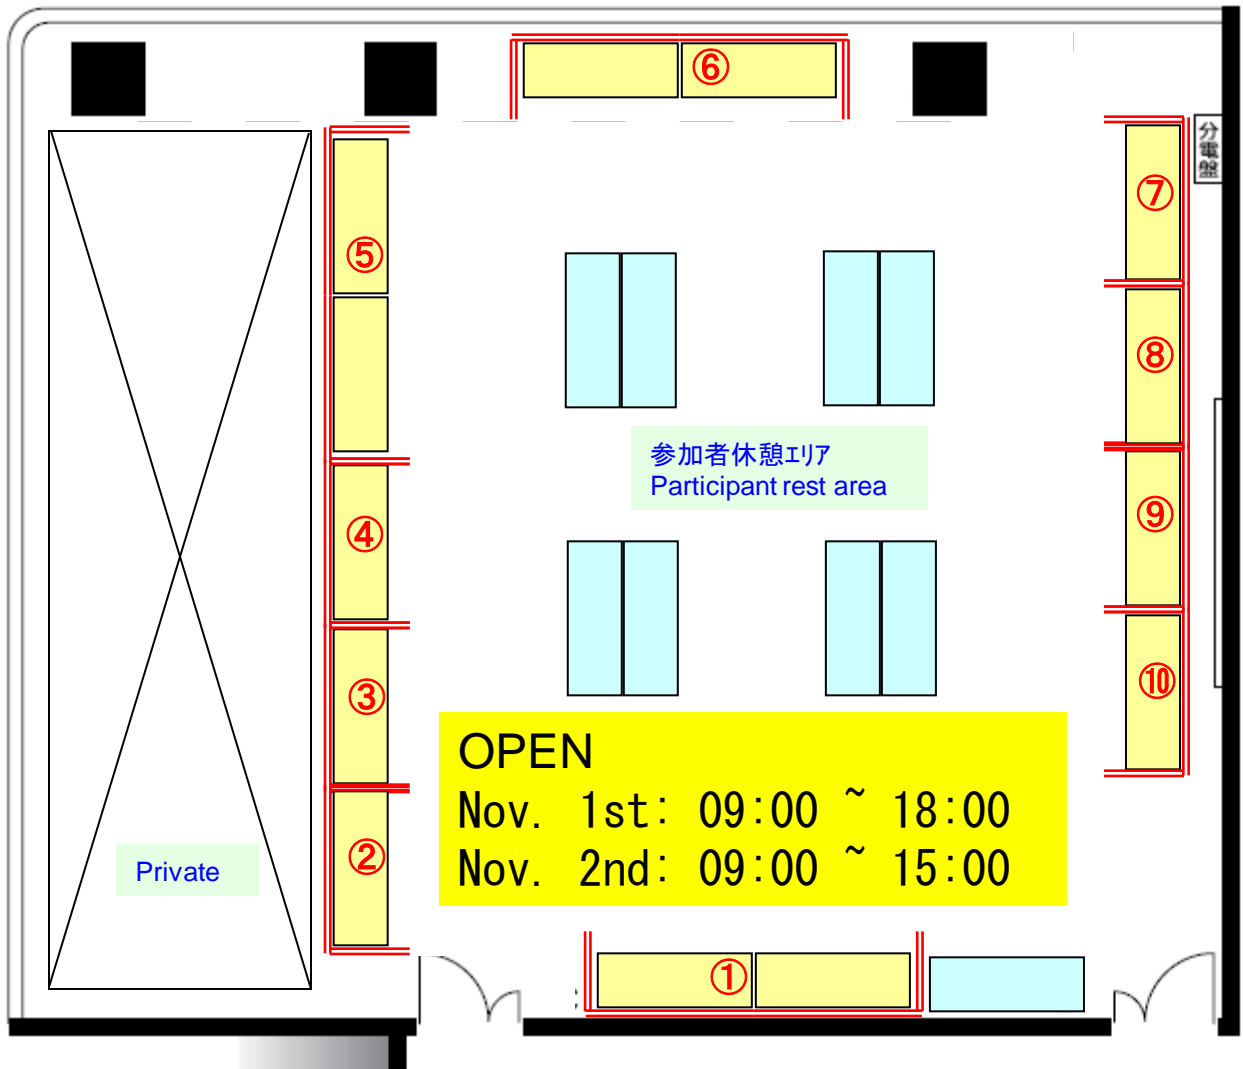 ⑥
分電盤
⑦
⑤
⑧
参加者休憩エリア
Participant rest area
⑨
④
⑩
③
OPEN
Nov. 1st: 09:00 ~ 18:00
Nov. 2nd: 09:00 ~ 15:00
②
Private
①